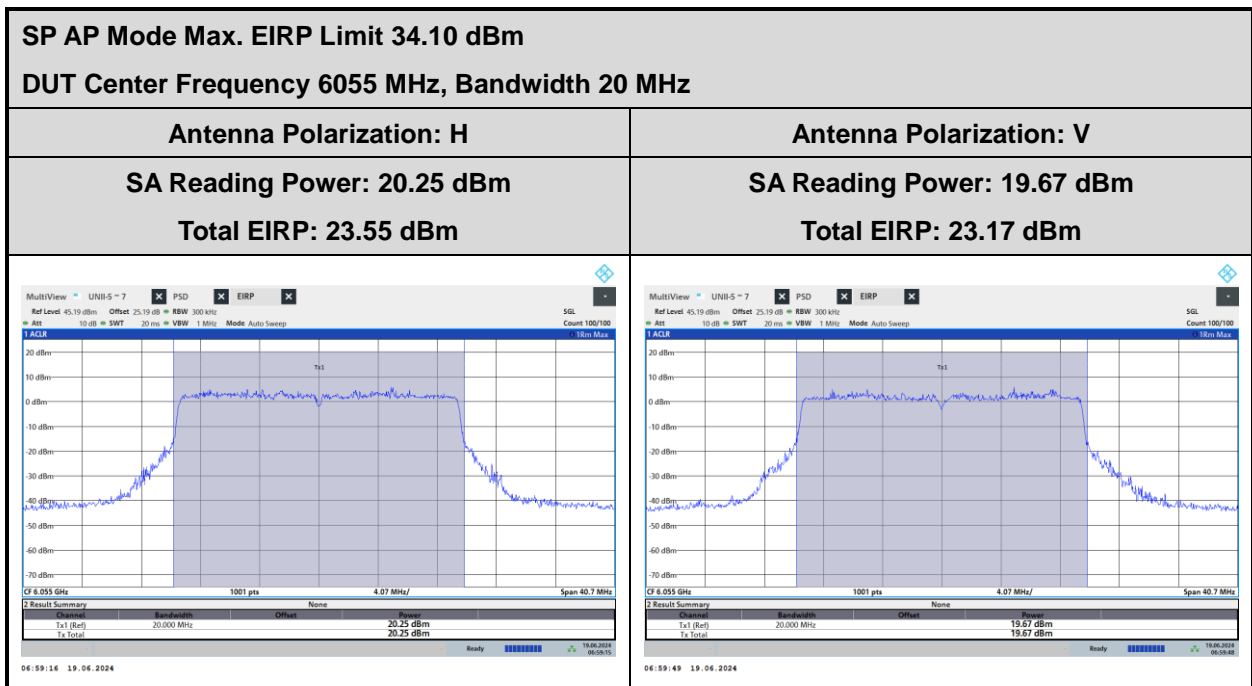 SP AP Mode Max. EIRP Limit 34.10 dBm
DUT Center Frequency 6055 MHz, Bandwidth 20 MHz
Antenna Polarization: H
Antenna Polarization: V
SA Reading Power: 20.25 dBm
Total EIRP: 23.55 dBm
SA Reading Power: 19.67 dBm
Total EIRP: 23.17 dBm
MultiView UNII-5 ~ 7 X PSD X EIRP X
Ref Level 45.19 dBm Offset 25.19 dB RBW 300 kHz SGL
Att 10 dB SWT 20 ms VBW 1 MHz Mode Auto Sweep Count 100/100
1 ACLR 1Rm Max
20 dBm
Tx1
10 dBm
0 dBm
-10 dBm
-20 dBm
-30 dBm
-40 dBm
-50 dBm
-60 dBm
-70 dBm
CF 6.055 GHz 1001 pts 4.07 MHz/ Span 40.7 MHz
2 Result Summary None
Channel Bandwidth Offset Power
Tx1 (Ref) 20.000 MHz 20.25 dBm
Tx Total 20.25 dBm
Ready 19.06.2024
06:59:15
06:59:16 19.06.2024
MultiView UNII-5 ~ 7 X PSD X EIRP X
Ref Level 45.19 dBm Offset 25.19 dB RBW 300 kHz SGL
Att 10 dB SWT 20 ms VBW 1 MHz Mode Auto Sweep Count 100/100
1 ACLR 1Rm Max
20 dBm
Tx1
10 dBm
0 dBm
-10 dBm
-20 dBm
-30 dBm
-40 dBm
-50 dBm
-60 dBm
-70 dBm
CF 6.055 GHz 1001 pts 4.07 MHz/ Span 40.7 MHz
2 Result Summary None
Channel Bandwidth Offset Power
Tx1 (Ref) 20.000 MHz 19.67 dBm
Tx Total 19.67 dBm
Ready 19.06.2024
06:59:48
06:59:49 19.06.2024